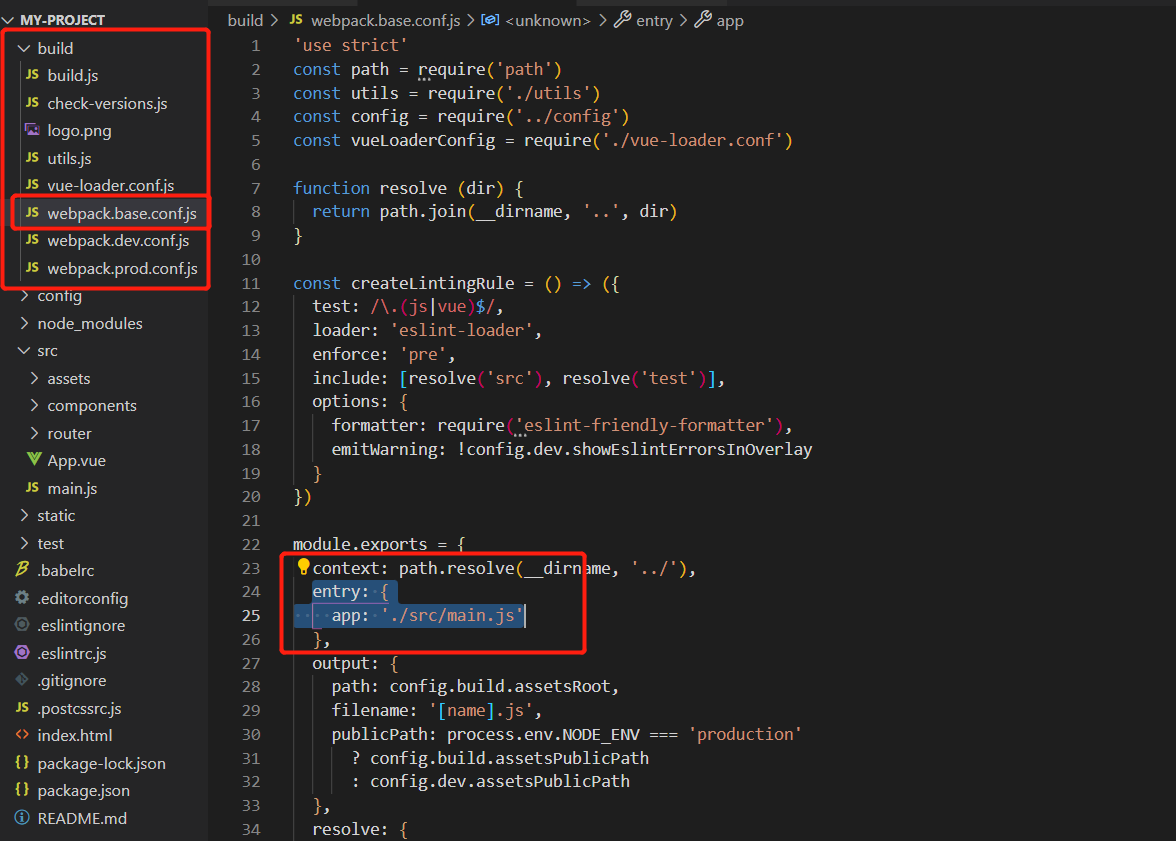 MY-PROJECT
build
JS build.js
JS check-versions.js
logo.png
JS utils.js
JS vue-loader.conf.js
JS webpack.base.conf.js
JS webpack.dev.conf.js
JS webpack.prod.conf.js
config
node_modules
src
assets
components
router
App.vue
JS main.js
static
test
.babelrc
.editorconfig
.eslintignore
.eslintrc.js
.gitignore
JS .postcssrc.js
index.html
{} package-lock.json
{} package.json
README.md
build > JS webpack.base.conf.js > <unknown> > entry > app
1 'use strict'
2 const path = require('path')
3 const utils = require('./utils')
4 const config = require('../config')
5 const vueLoaderConfig = require('./vue-loader.conf')
6
7 function resolve (dir) {
8 return path.join(__dirname, '..', dir)
9 }
10
11 const createLintingRule = () => ({
12 test: /\.(js|vue)$/,
13 loader: 'eslint-loader',
14 enforce: 'pre',
15 include: [resolve('src'), resolve('test')],
16 options: {
17 formatter: require('eslint-friendly-formatter'),
18 emitWarning: !config.dev.showEslintErrorsInOverlay
19 }
20 })
21
22 module.exports = {
23 context: path.resolve(__dirname, '../'),
24 entry: {
25 app: './src/main.js'
26 },
27 output: {
28 path: config.build.assetsRoot,
29 filename: '[name].js',
30 publicPath: process.env.NODE_ENV === 'production'
31 ? config.build.assetsPublicPath
32 : config.dev.assetsPublicPath
33 },
34 resolve: {